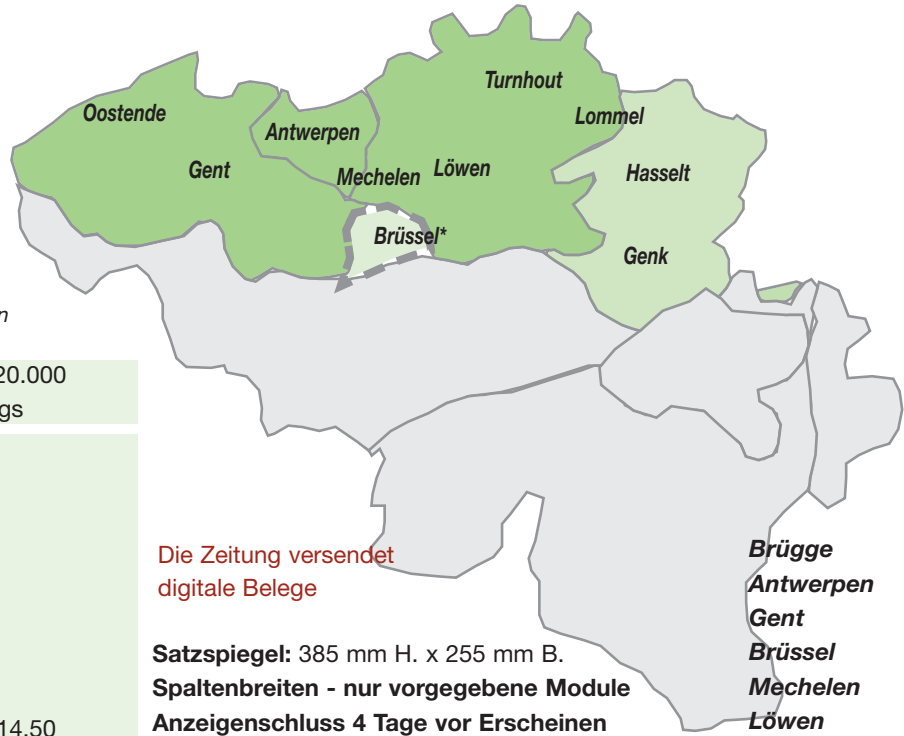 Turnhout
Oostende
Lommel
Antwerpen
Gent
Mechelen
Löwen
Hasselt
Brüssel*
Genk
n
20.000
gs
Die Zeitung versendet
digitale Belege
Satzspiegel: 385 mm H. x 255 mm B.
Spaltenbreiten - nur vorgegebene Module
Anzeigenschluss 4 Tage vor Erscheinen
14.50
Brügge
Antwerpen
Gent
Brüssel
Mechelen
Löwen